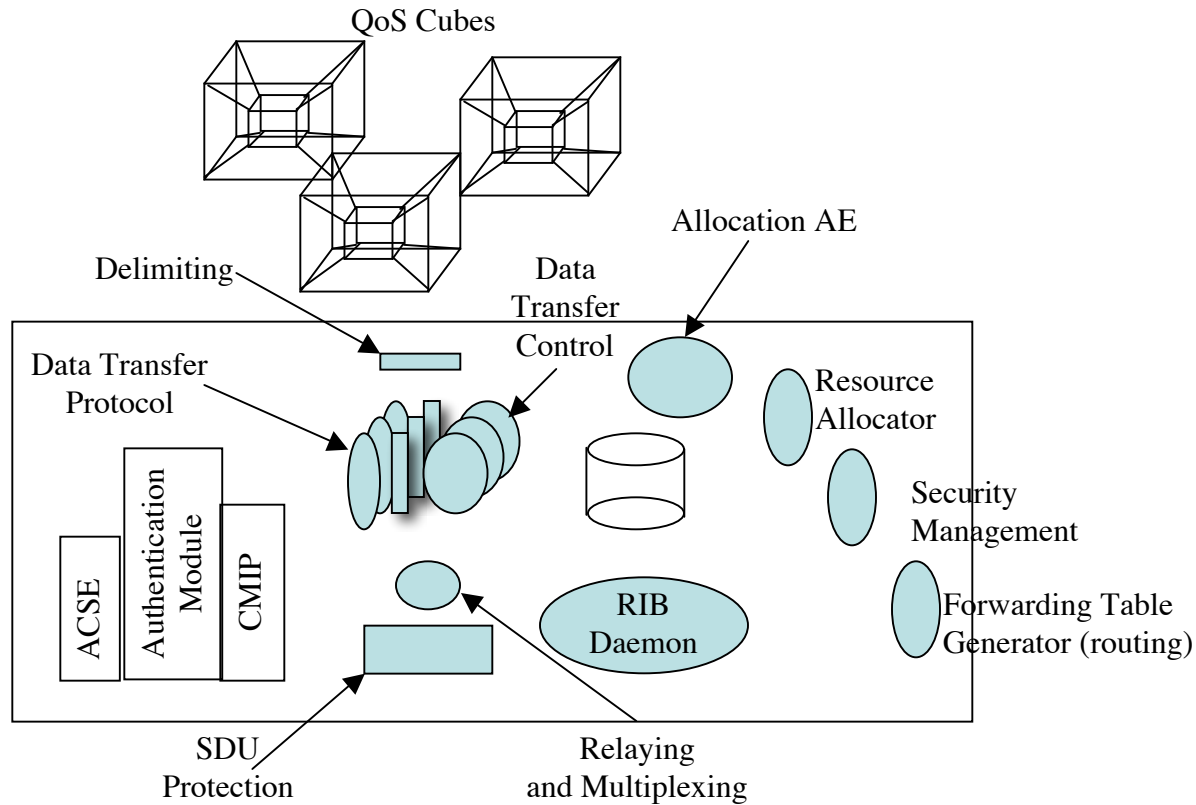 QoS Cubes
Allocation AE
Delimiting
Data
Transfer
Control
Data Transfer
Protocol
Resource
Allocator
Security
Management
ACSE
Authentication
Module
CMIP
RIB
Daemon
Forwarding Table
Generator (routing)
SDU
Protection
Relaying
and Multiplexing